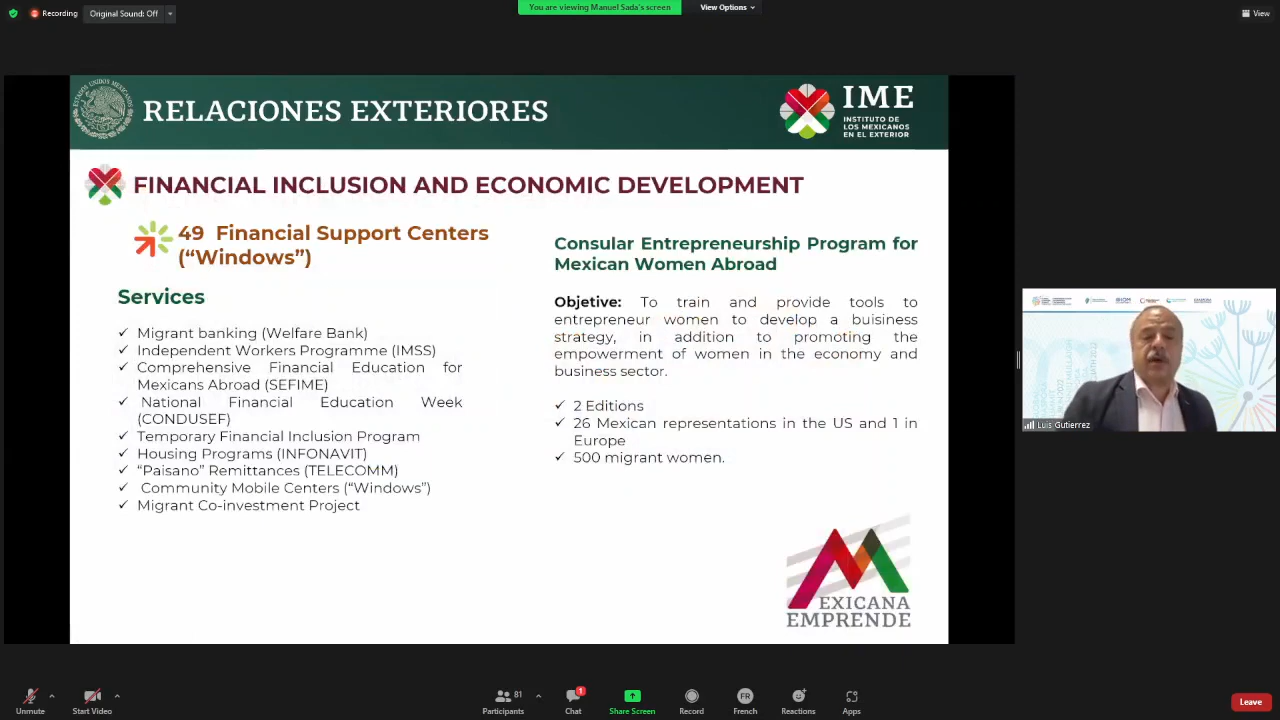 Recording
Original Sound: Off
You are viewing Manuel Sada's screen
View Options
View
ESTADOS UNIDOS MEXICANOS
RELACIONES EXTERIORES
IME
INSTITUTO DE
LOS MEXICANOS
EN EL EXTERIOR
FINANCIAL INCLUSION AND ECONOMIC DEVELOPMENT
49 Financial Support Centers
(“Windows”)
Services
✓ Migrant banking (Welfare Bank)
✓ Independent Workers Programme (IMSS)
✓ Comprehensive Financial Education for
Mexicans Abroad (SEFIME)
✓ National Financial Education Week
(CONDUSEF)
✓ Temporary Financial Inclusion Program
✓ Housing Programs (INFONAVIT)
✓ “Paisano” Remittances (TELECOMM)
✓ Community Mobile Centers (“Windows”)
✓ Migrant Co-investment Project
Consular Entrepreneurship Program for
Mexican Women Abroad
Objetive: To train and provide tools to
entrepreneur women to develop a business
strategy, in addition to promoting the
empowerment of women in the economy and
business sector.
✓ 2 Editions
✓ 26 Mexican representations in the US and 1 in
Europe
✓ 500 migrant women.
MEXICANA
EMPRENDE
Luis Gutierrez
Unmute
Start Video
81
Participants
1
Chat
Share Screen
Record
FR
French
Reactions
Apps
Leave